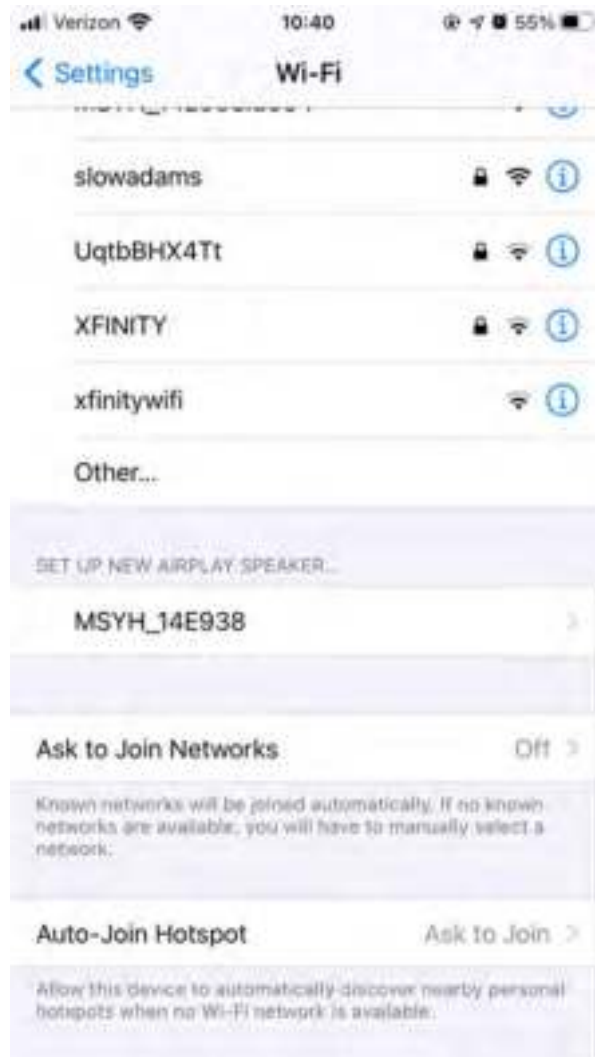 Verizon 10:40 55%
Settings Wi-Fi
slowadams
UqtbBHX4Tt
XFINITY
xfinitywifi
Other...
SET UP NEW AIRPLAY SPEAKER...
MSYH_14E938
Ask to Join Networks Off
Known networks will be joined automatically. If no known
networks are available, you will have to manually select a
network.
Auto-Join Hotspot Ask to Join
Allow this device to automatically discover nearby personal
hotspots when no Wi-Fi network is available.